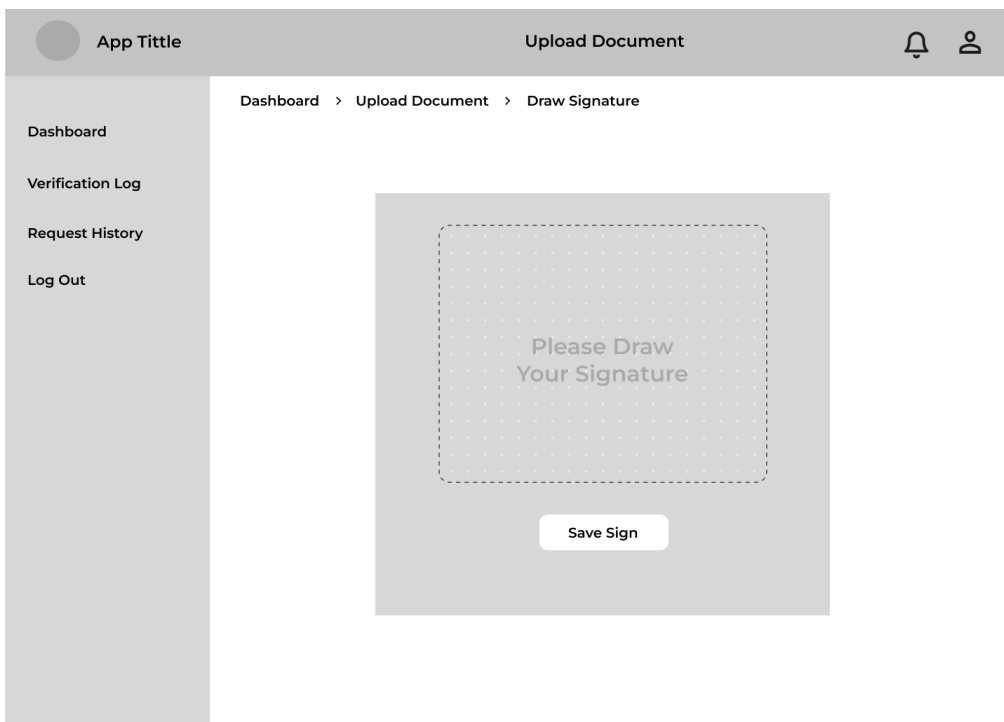 App Tittle
Upload Document
Dashboard > Upload Document > Draw Signature
Dashboard
Verification Log
Request History
Log Out
Please Draw
Your Signature
Save Sign